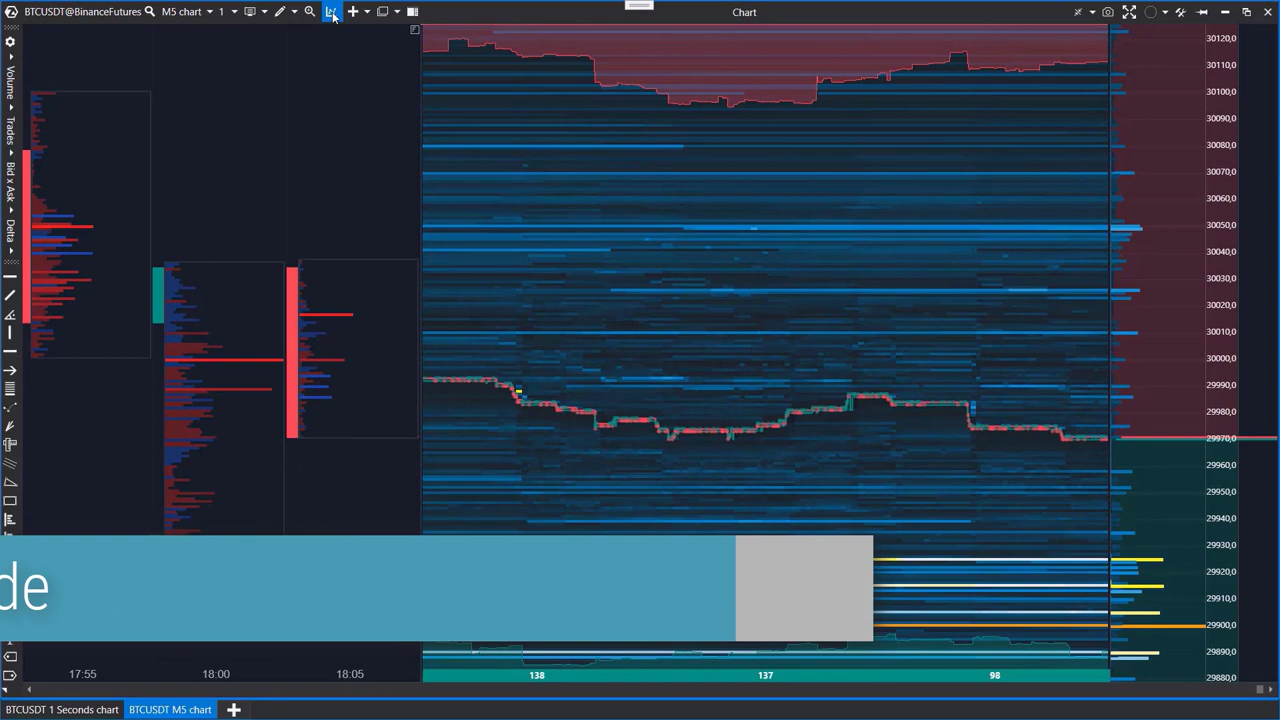 BTCUSDT@BinanceFutures M5 chart 1 Chart
F
Volume
Trades
Bid x Ask
Delta
30120,0
30110,0
30100,0
30090,0
30080,0
30070,0
30060,0
30050,0
30040,0
30030,0
30020,0
30010,0
30000,0
29990,0
29980,0
29970,0
29960,0
29950,0
29940,0
29930,0
29920,0
29910,0
29900,0
29890,0
29880,0
de
17:55 18:00 18:05 138 137 98
BTCUSDT 1 Seconds chart BTCUSDT M5 chart